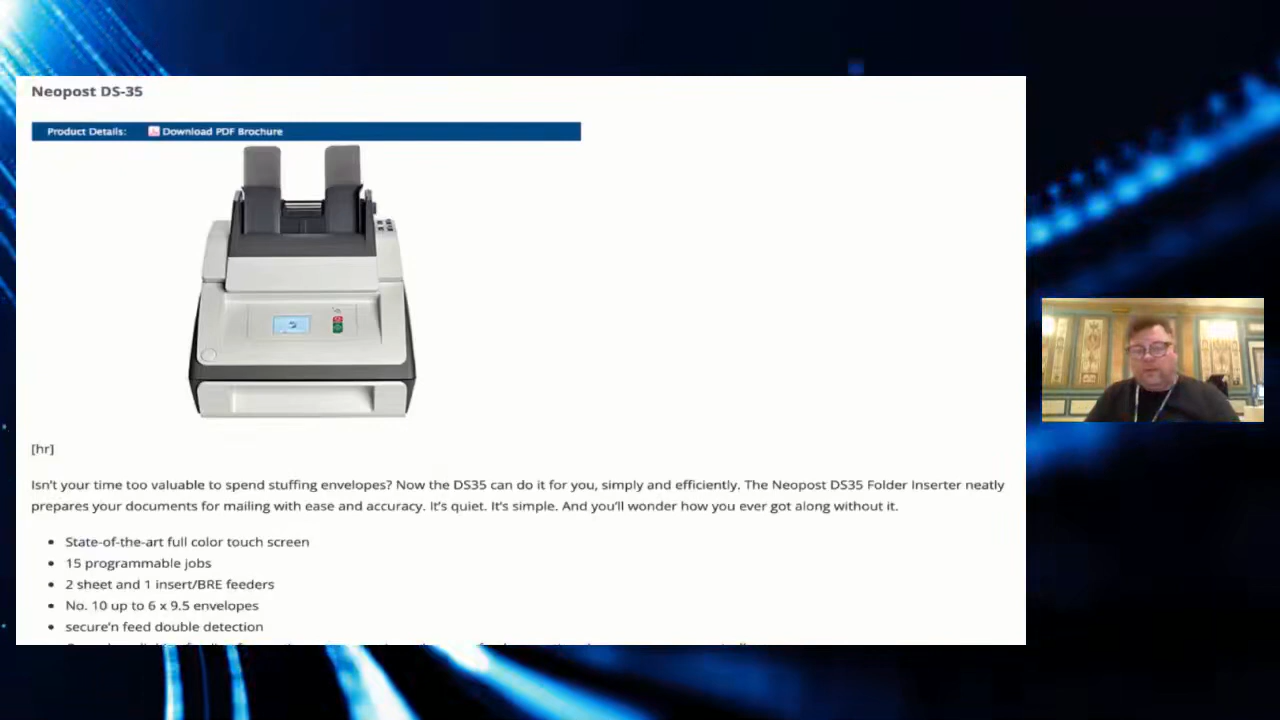 Neopost DS-35
Product Details: Download PDF Brochure
[hr]
Isn't your time too valuable to spend stuffing envelopes? Now the DS35 can do it for you, simply and efficiently. The Neopost DS35 Folder Inserter neatly
prepares your documents for mailing with ease and accuracy. It's quiet. It's simple. And you'll wonder how you ever got along without it.
• State-of-the-art full color touch screen
• 15 programmable jobs
• 2 sheet and 1 insert/BRE feeders
• No. 10 up to 6 x 9.5 envelopes
• secure'n feed double detection